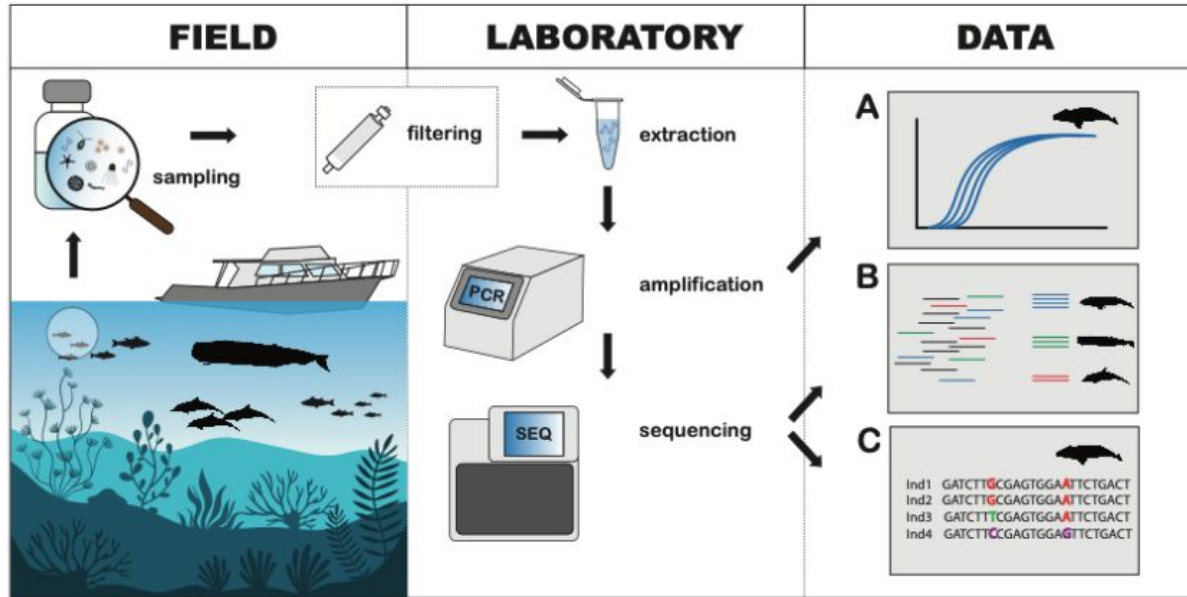 FIELD
LABORATORY
DATA
sampling
filtering
extraction
PCR
amplification
SEQ
sequencing
A
B
C
Ind1 GATCTTGCGAGTGGAATTCTGACT
Ind2 GATCTTGCGAGTGGAATTCTGACT
Ind3 GATCTTTCGAGTGGAATTCTGACT
Ind4 GATCTTCCGAGTGGAGTTCTGACT